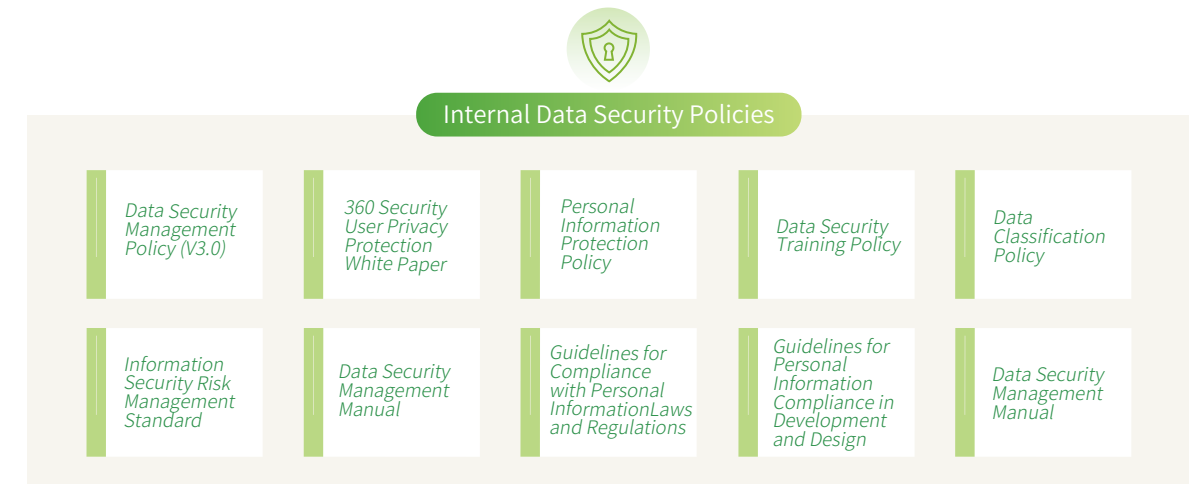 Internal Data Security Policies
Data Security
Management
Policy (V3.0)
360 Security
User Privacy
Protection
White Paper
Personal
Information
Protection
Policy
Data Security
Training Policy
Data
Classification
Policy
Information
Security Risk
Management
Standard
Data Security
Management
Manual
Guidelines for
Compliance
with Personal
InformationLaws
and Regulations
Guidelines for
Personal
Information
Compliance in
Development
and Design
Data Security
Management
Manual